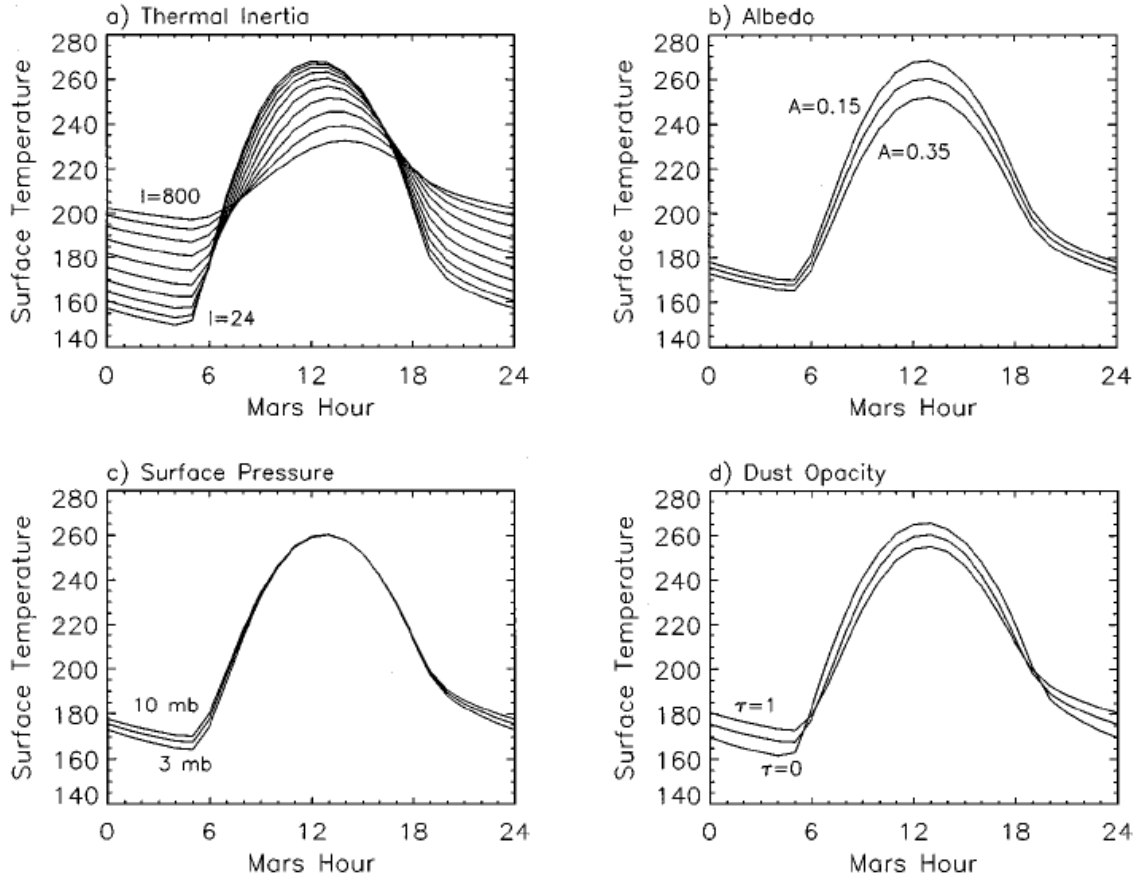 a) Thermal Inertia
280
260
240
220
200
180
160
140
Surface Temperature
I=800
I=24
0 6 12 18 24
Mars Hour
b) Albedo
280
260
240
220
200
180
160
140
Surface Temperature
A=0.15
A=0.35
0 6 12 18 24
Mars Hour
c) Surface Pressure
280
260
240
220
200
180
160
140
Surface Temperature
10 mb
3 mb
0 6 12 18 24
Mars Hour
d) Dust Opacity
280
260
240
220
200
180
160
140
Surface Temperature
τ=1
τ=0
0 6 12 18 24
Mars Hour